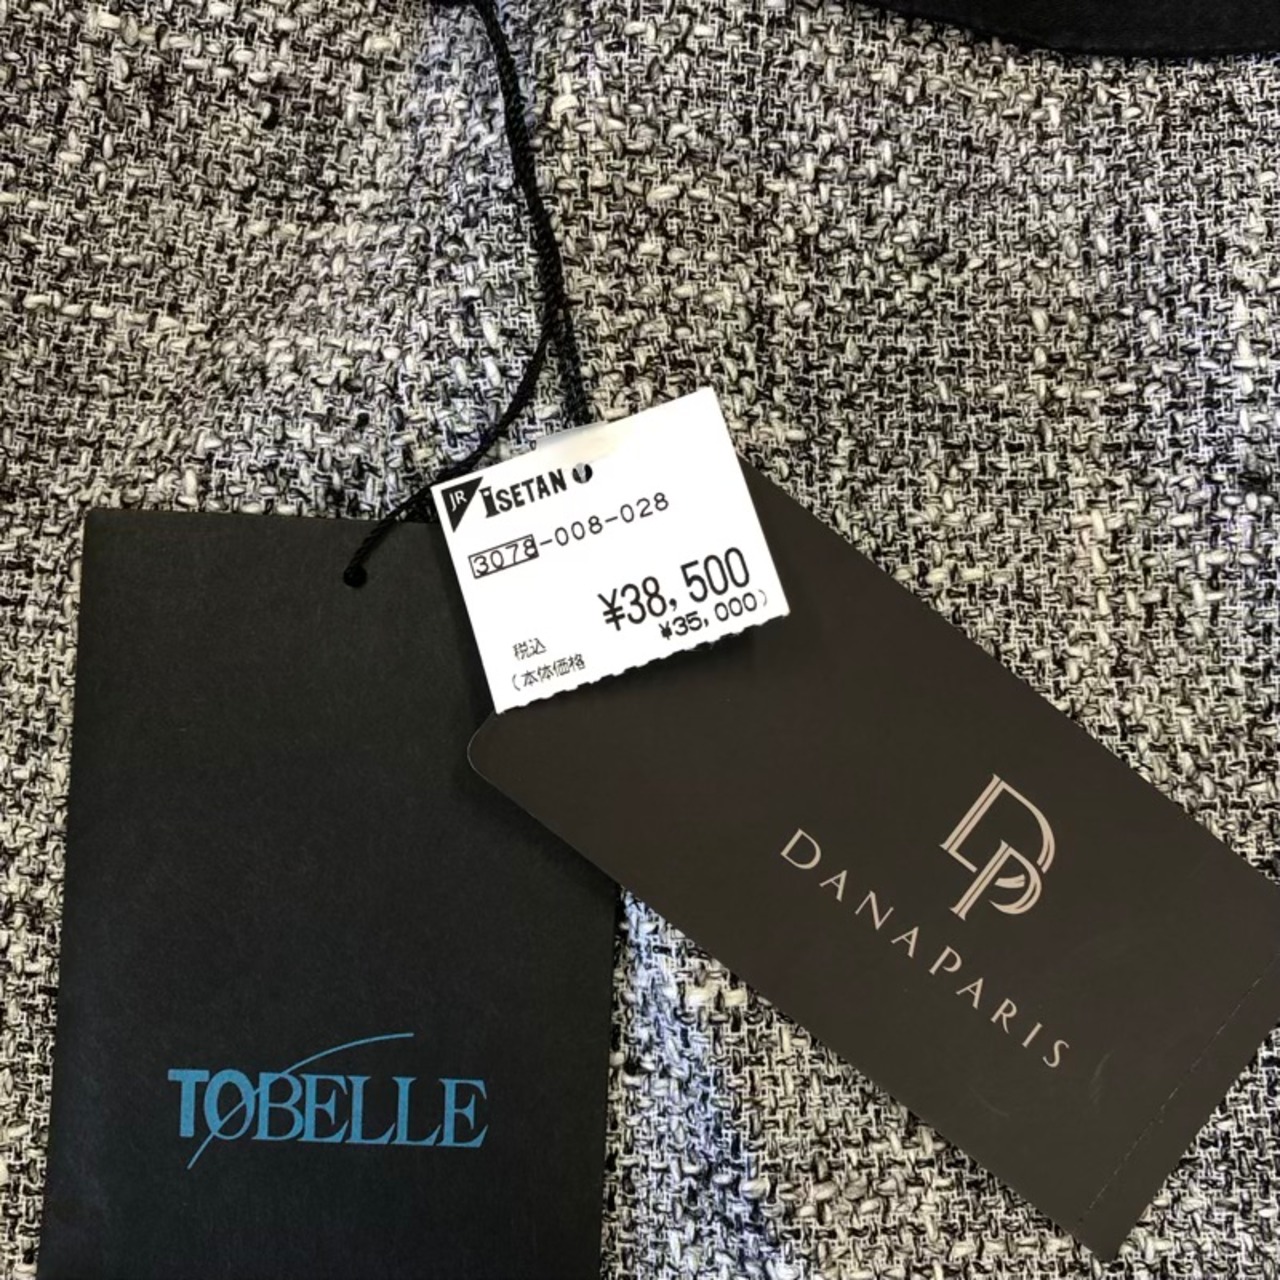 JR ISETAN
3078-008-028
¥38,500
¥35,000)
税込
(本体価格
DP
DANAPARIS
TOBELLE